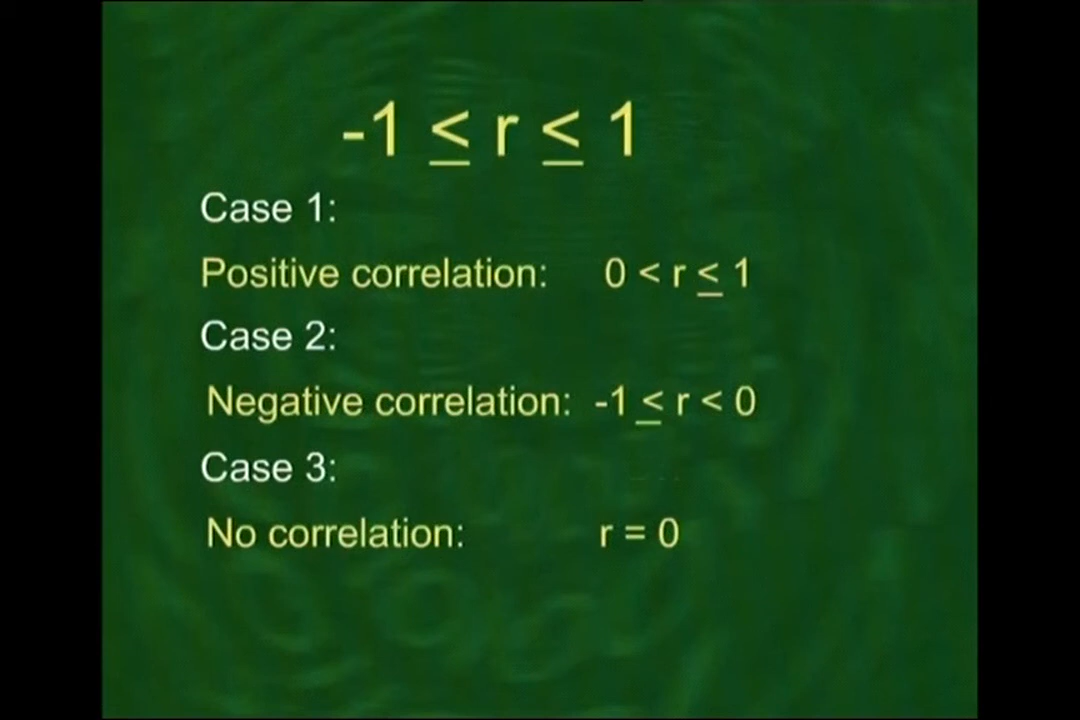 -1 ≤ r ≤ 1
Case 1:
Positive correlation: 0 < r ≤ 1
Case 2:
Negative correlation: -1 ≤ r < 0
Case 3:
No correlation: r = 0